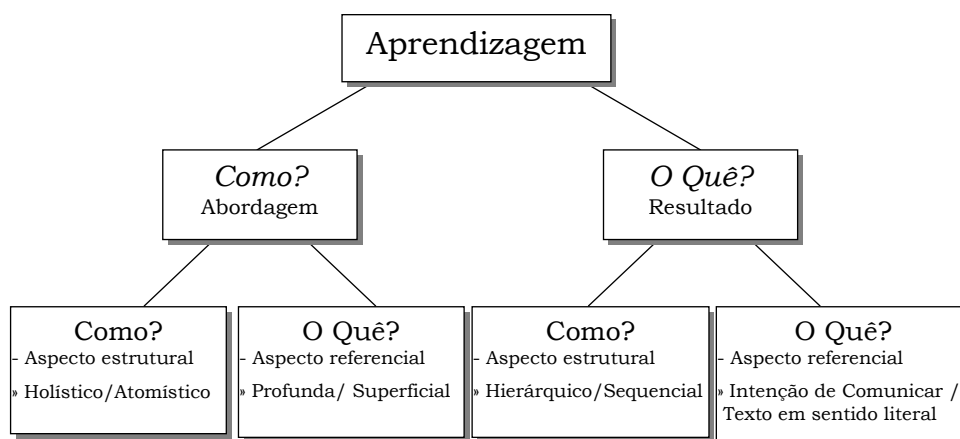 Aprendizagem
Como?
Abordagem
O Quê?
Resultado
Como?
- Aspecto estrutural
» Holístico/Atomístico
O Quê?
- Aspecto referencial
» Profunda/ Superficial
Como?
- Aspecto estrutural
» Hierárquico/Sequencial
O Quê?
- Aspecto referencial
» Intenção de Comunicar /
Texto em sentido literal